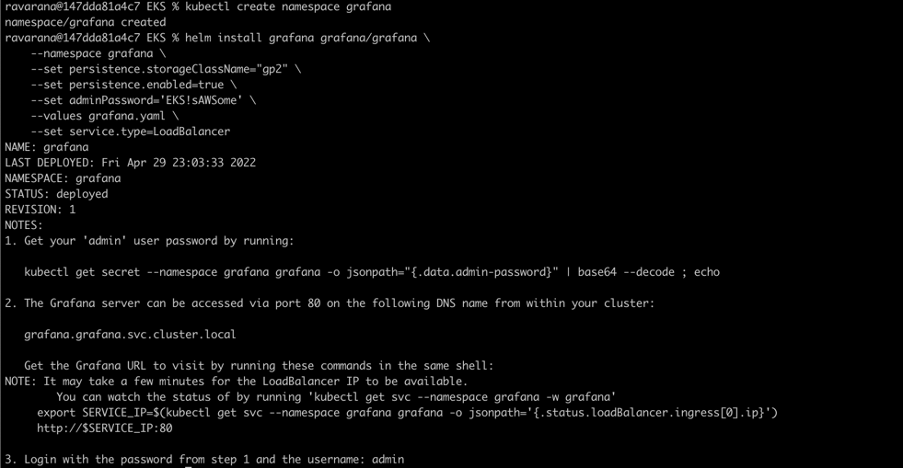 ravarana@147dda81a4c7 EKS % kubectl create namespace grafana
namespace/grafana created
ravarana@147dda81a4c7 EKS % helm install grafana grafana/grafana \
    --namespace grafana \
    --set persistence.storageClassName="gp2" \
    --set persistence.enabled=true \
    --set adminPassword='EKS!sAWSome' \
    --values grafana.yaml \
    --set service.type=LoadBalancer
NAME: grafana
LAST DEPLOYED: Fri Apr 29 23:03:33 2022
NAMESPACE: grafana
STATUS: deployed
REVISION: 1
NOTES:
1. Get your 'admin' user password by running:

   kubectl get secret --namespace grafana grafana -o jsonpath="{.data.admin-password}" | base64 --decode ; echo

2. The Grafana server can be accessed via port 80 on the following DNS name from within your cluster:

   grafana.grafana.svc.cluster.local

   Get the Grafana URL to visit by running these commands in the same shell:
NOTE: It may take a few minutes for the LoadBalancer IP to be available.
        You can watch the status of by running 'kubectl get svc --namespace grafana -w grafana'
     export SERVICE_IP=$(kubectl get svc --namespace grafana grafana -o jsonpath='{.status.loadBalancer.ingress[0].ip}')
     http://$SERVICE_IP:80

3. Login with the password from step 1 and the username: admin